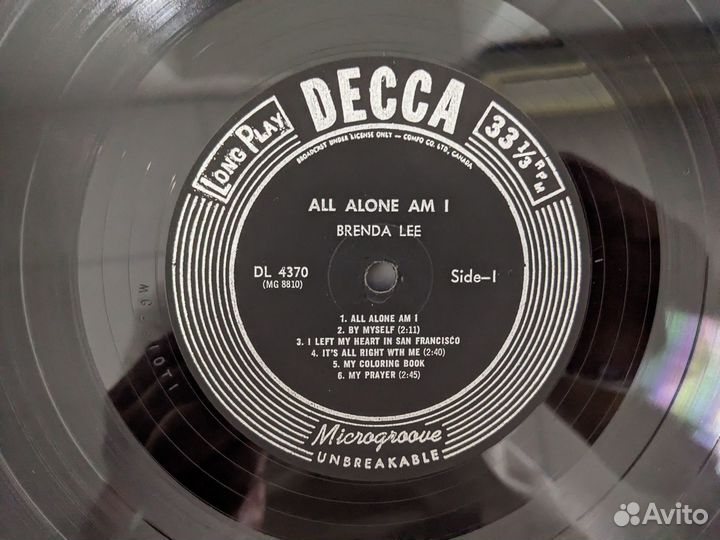 DECCA
LONG PLAY
33 1/3 RPM
BROADCAST UNDER LICENSE ONLY — COMPO CO. LTD., CANADA
ALL ALONE AM I
BRENDA LEE
DL 4370
(MG 8810)
Side–1
1. ALL ALONE AM I
2. BY MYSELF (2:11)
3. I LEFT MY HEART IN SAN FRANCISCO
4. IT'S ALL RIGHT WTH ME (2:40)
5. MY COLORING BOOK
6. MY PRAYER (2:45)
Microgroove
UNBREAKABLE
Avito